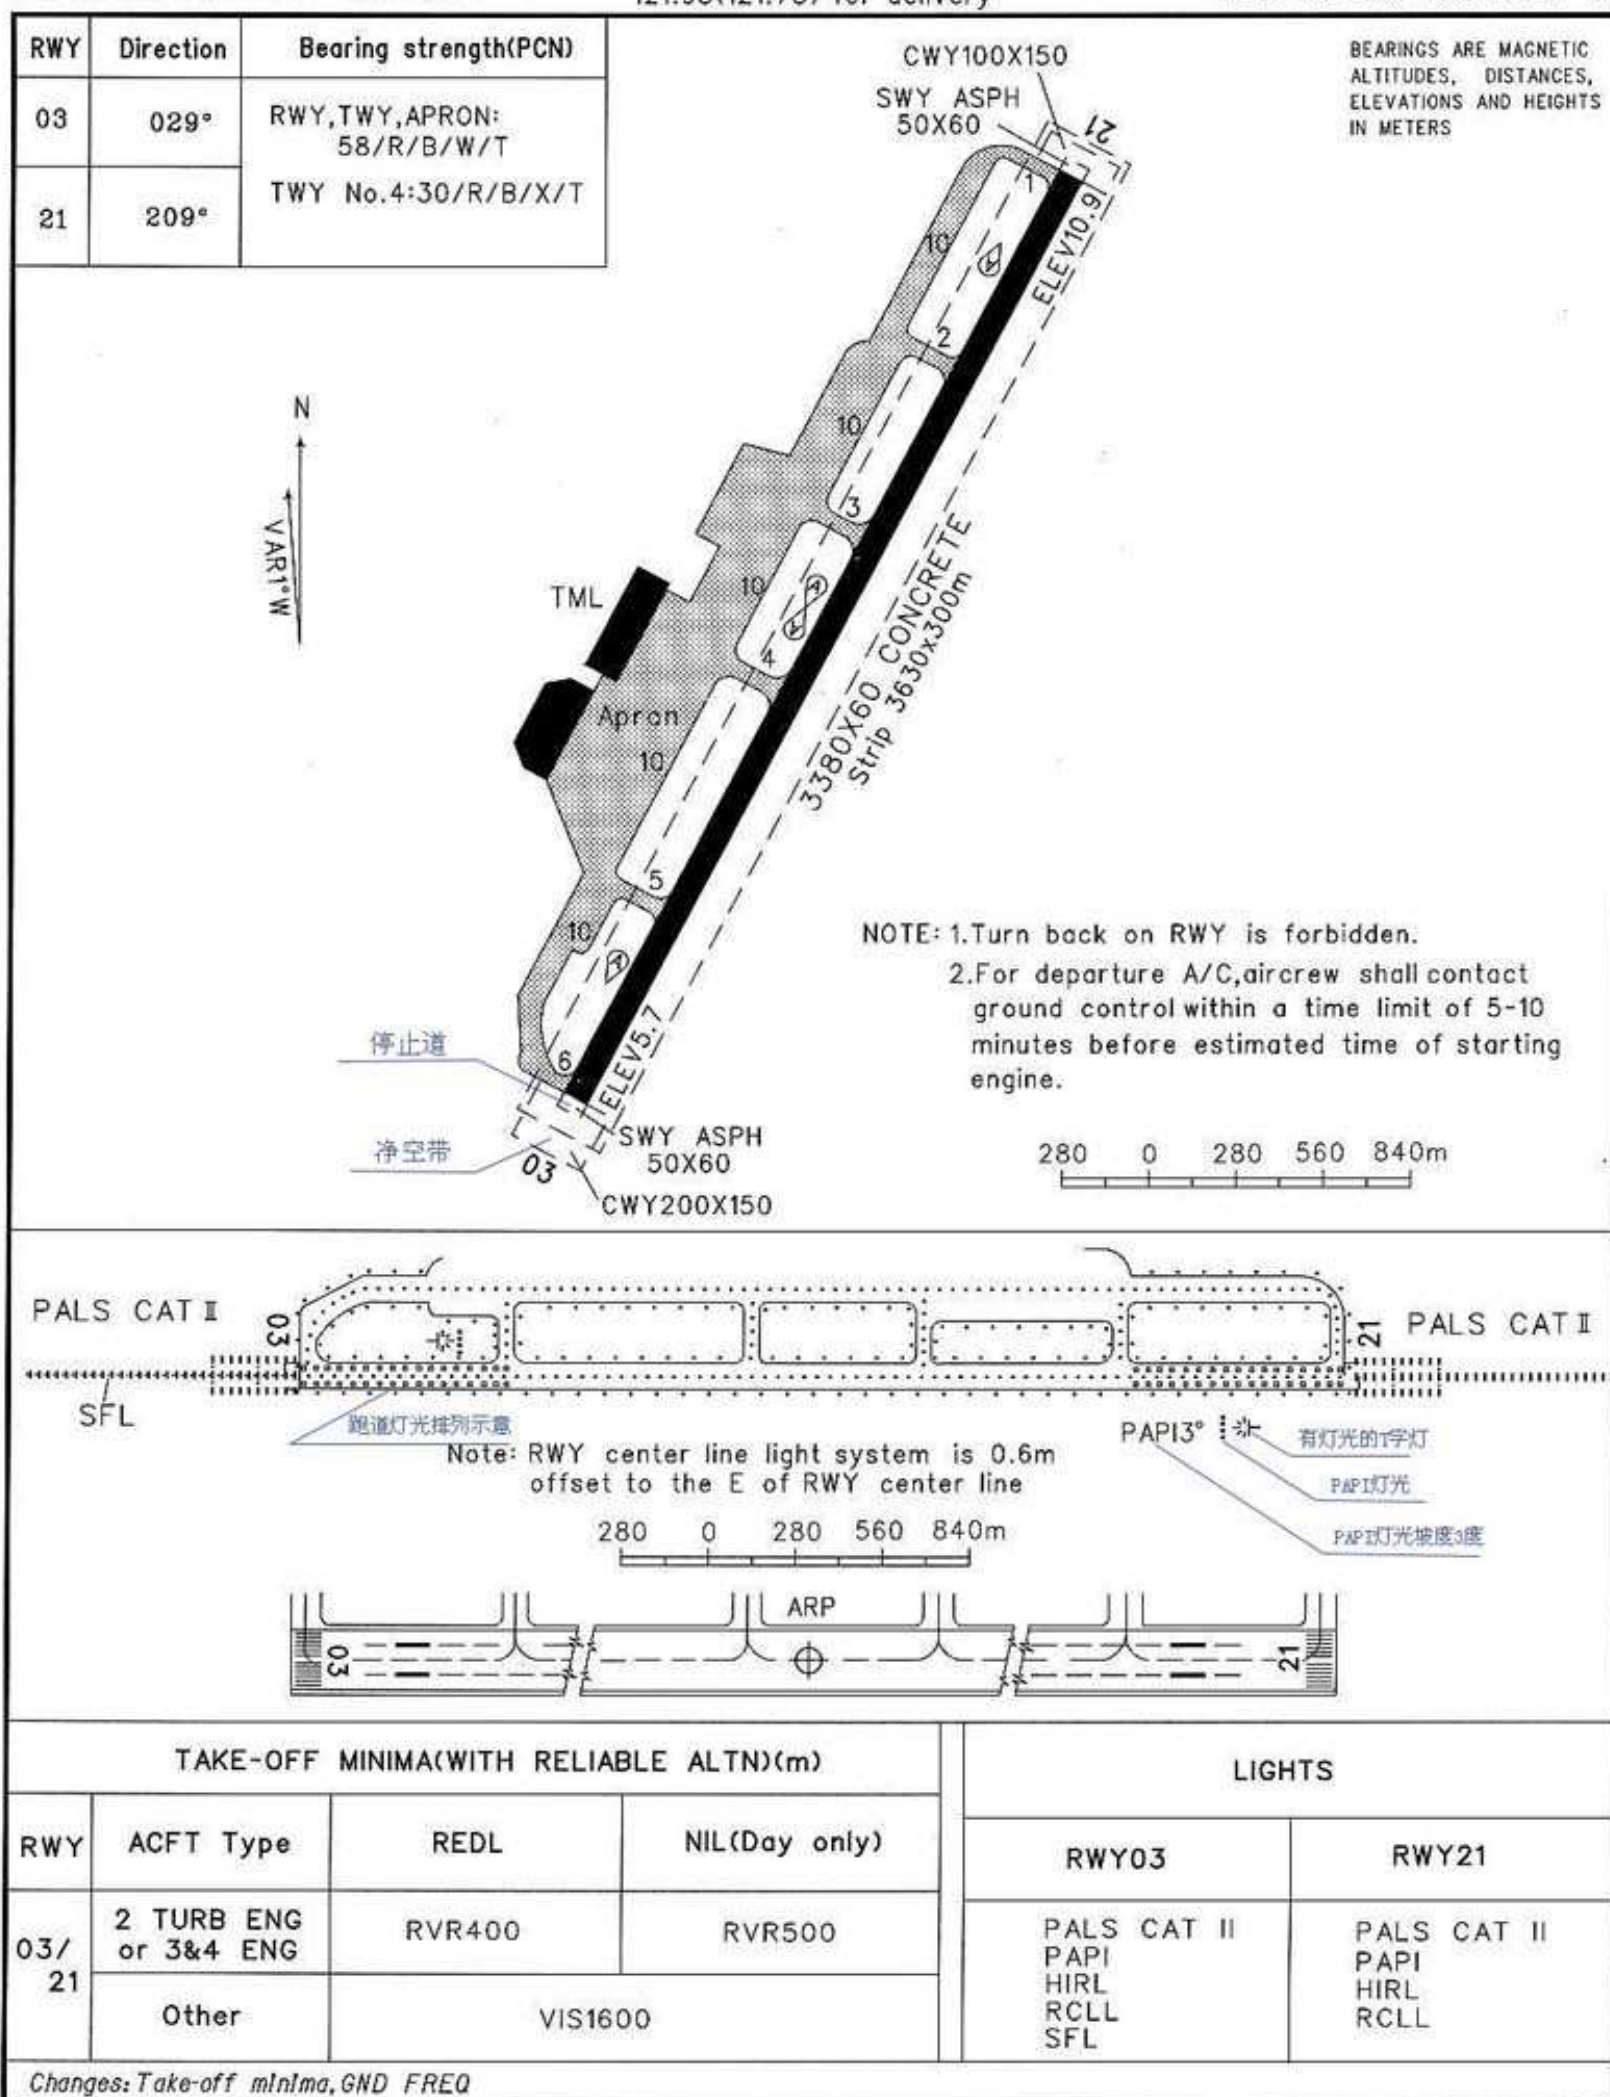 RWY Direction Bearing strength(PCN)
03 029° RWY,TWY,APRON:
58/R/B/W/T
21 209° TWY No.4:30/R/B/X/T
BEARINGS ARE MAGNETIC
ALTITUDES, DISTANCES,
ELEVATIONS AND HEIGHTS
IN METERS
CWY100X150
SWY ASPH
50X60
21
1
ELEV10.9
10
2
10
3
N
VAR1°W
10
TML
4
3380X60 CONCRETE
Strip 3630x300m
Apron
10
5
10
6
ELEV5.7
停止道
净空带
03
SWY ASPH
50X60
CWY200X150
NOTE: 1.Turn back on RWY is forbidden.
2.For departure A/C,aircrew shall contact
ground control within a time limit of 5-10
minutes before estimated time of starting
engine.
280 0 280 560 840m
PALS CAT II
03
21
PALS CAT II
SFL
跑道灯光排列示意
PAPI3°
有灯光的T字灯
PAPI灯光
PAPI灯光坡度3度
Note: RWY center line light system is 0.6m
offset to the E of RWY center line
280 0 280 560 840m
ARP
03
21
TAKE-OFF MINIMA(WITH RELIABLE ALTN)(m)
RWY ACFT Type REDL NIL(Day only)
03/
21
2 TURB ENG
or 3&4 ENG
RVR400 RVR500
Other VIS1600
LIGHTS
RWY03 RWY21
PALS CAT II PALS CAT II
PAPI PAPI
HIRL HIRL
RCLL RCLL
SFL
Changes: Take-off minima, GND FREQ